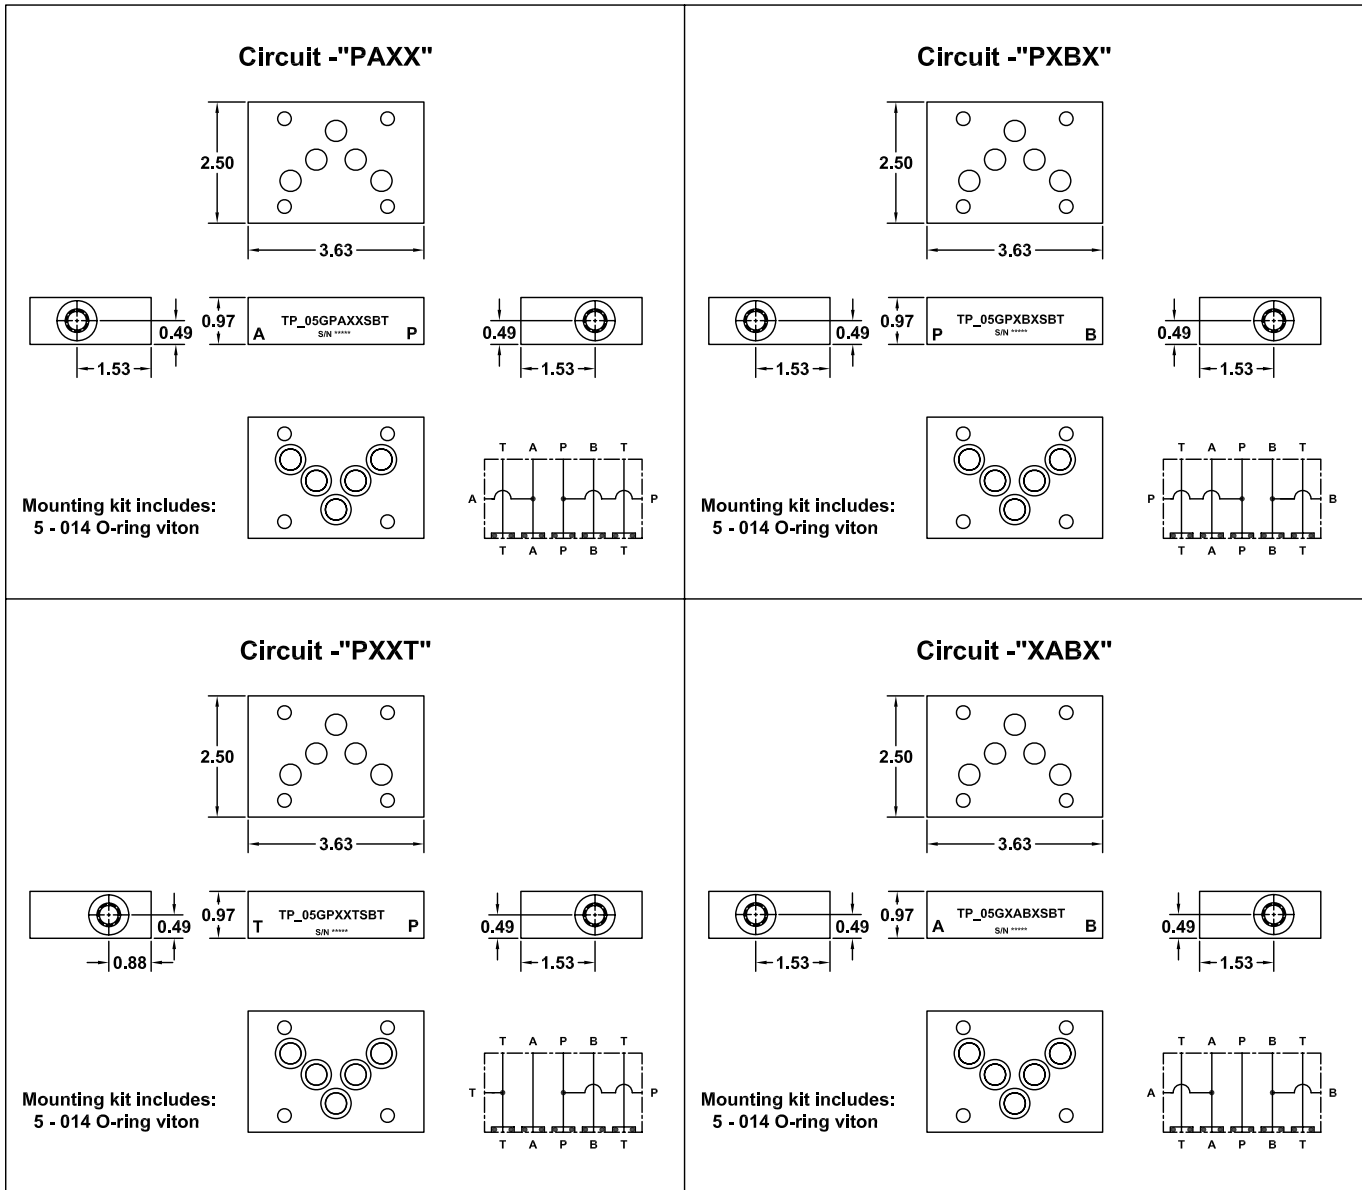 Circuit -"PAXX"
2.50
3.63
0.49
1.53
0.97
TP_05GPAXXSBT
S/N *****
A
P
0.49
1.53
Mounting kit includes:
5 - 014 O-ring viton
T A P B T
A
P
T A P B T
Circuit -"PXBX"
2.50
3.63
0.49
1.53
0.97
TP_05GPXBXSBT
S/N *****
P
B
0.49
1.53
Mounting kit includes:
5 - 014 O-ring viton
T A P B T
P
B
T A P B T
Circuit -"PXXT"
2.50
3.63
0.49
0.88
0.97
TP_05GPXXTSBT
S/N *****
T
P
0.49
1.53
Mounting kit includes:
5 - 014 O-ring viton
T A P B T
T
P
T A P B T
Circuit -"XABX"
2.50
3.63
0.49
1.53
0.97
TP_05GXABXSBT
S/N *****
A
B
0.49
1.53
Mounting kit includes:
5 - 014 O-ring viton
T A P B T
A
B
T A P B T